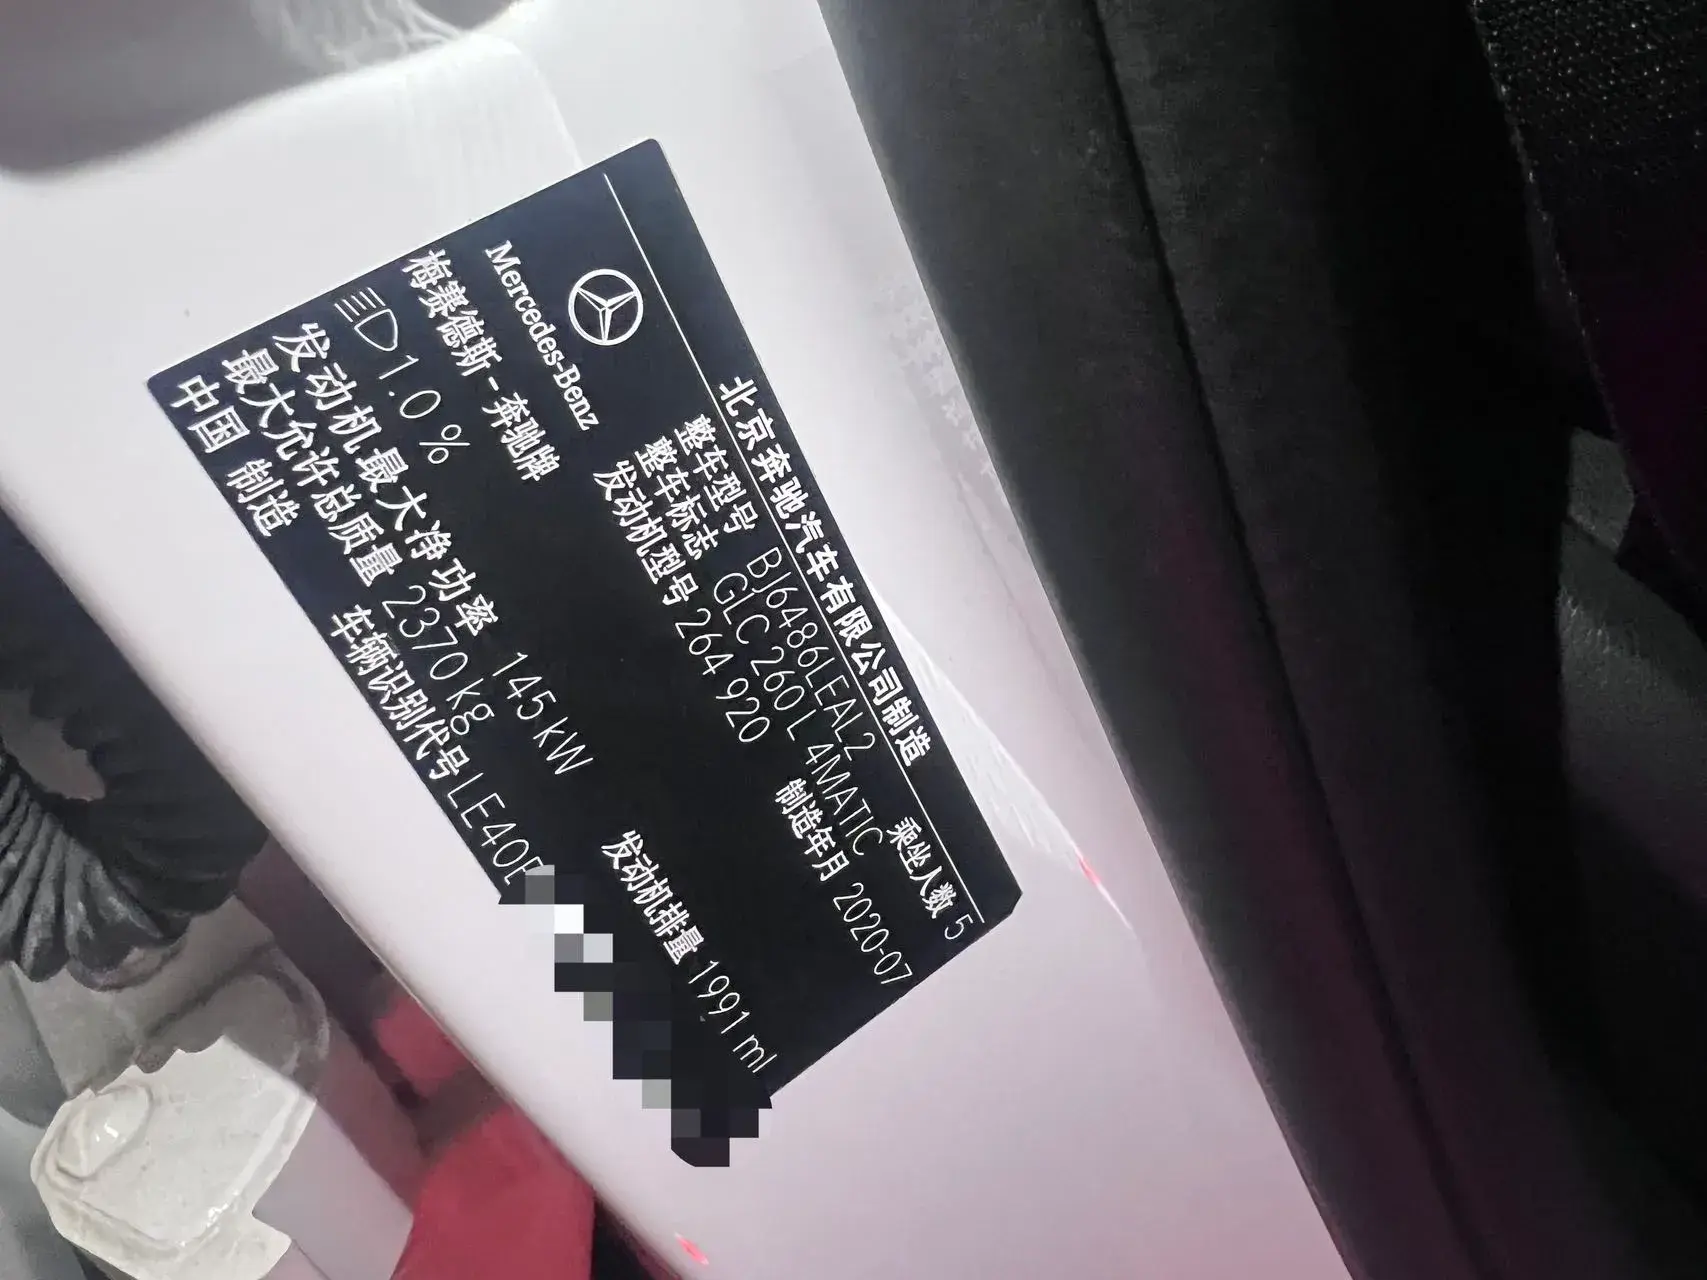 北京奔驰汽车有限公司制造
乘坐人数 5
整车型号 BJ6486LEAL2
整车标志 GLC 260 L 4MATIC
发动机型号 264 920
制造年月 2020-07
Mercedes-Benz
梅赛德斯-奔驰牌
1.0 %
发动机排量 1991 ml
发动机最大净功率 145 kW
最大允许总质量 2370 kg
中国 制造
车辆识别代号 LE40